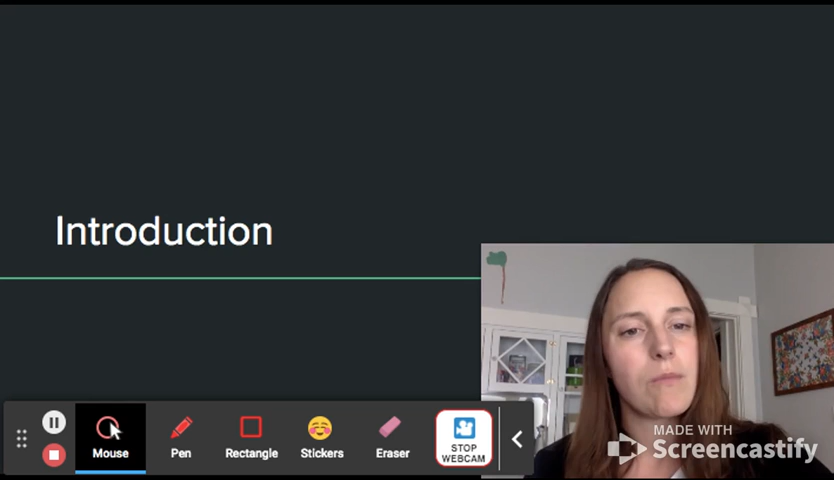 Introduction
Mouse
Pen
Rectangle
Stickers
Eraser
STOP
WEBCAM
MADE WITH
Screencastify